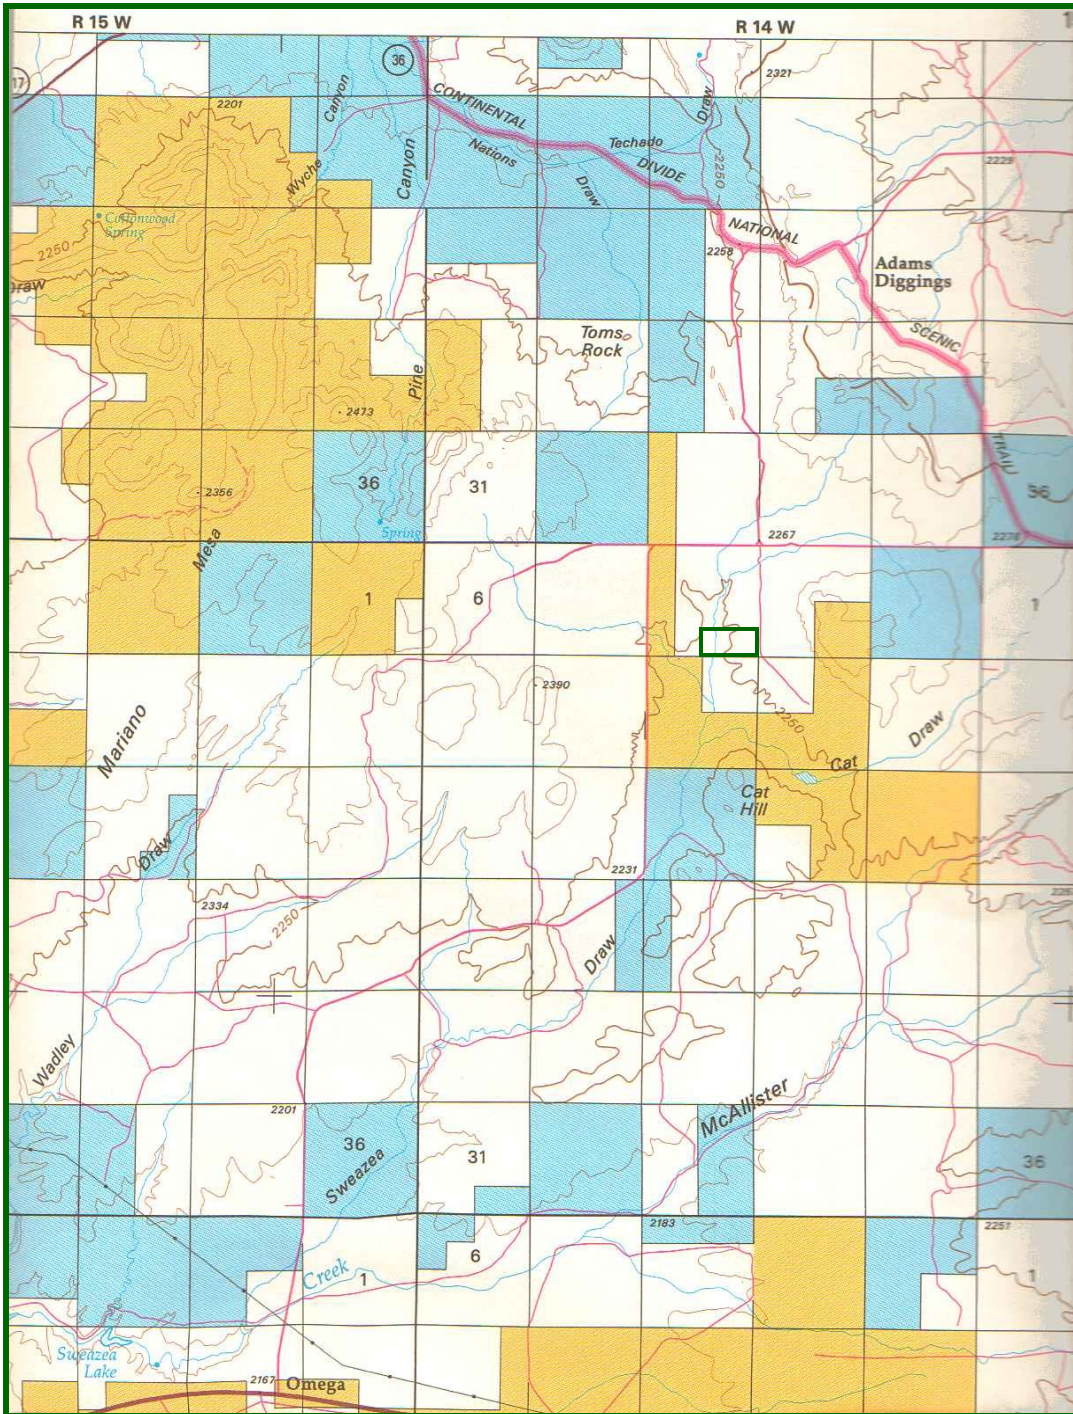 R 15 W
R 14 W
1
36
17
2321
2201
Canyon
CONTINENTAL
Draw
Nations
Techado
DIVIDE
2250
2229
Wyche
Canyon
Draw
Cottonwood
Spring
NATIONAL
2250
2258
Adams
Diggings
Draw
SCENIC
Toms
Rock
Pine
2473
TRAIL
36
31
36
2356
Spring
Mesa
2267
2278
1
6
1
2390
Mariano
2250
Draw
Cat
Cat
Hill
Draw
2231
2334
2250
Draw
Wadley
2201
McAllister
36
31
36
Sweazea
2183
2251
6
Creek
1
1
Sweazea
Lake
2167
Omega